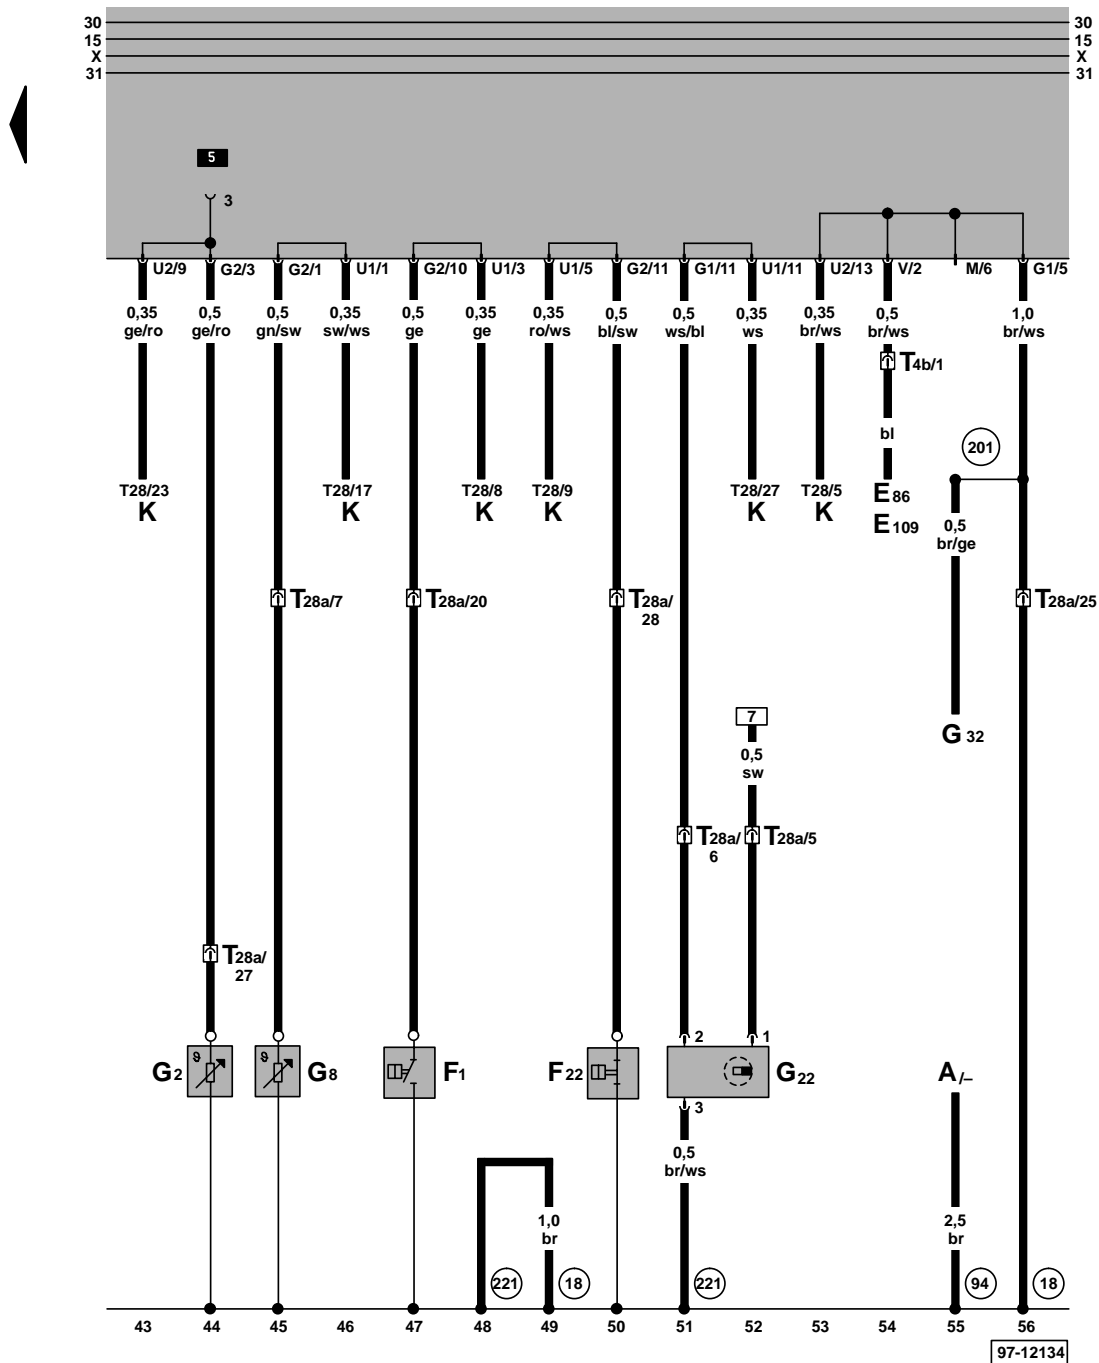 30 30
15 15
X X
31 31
5
3
U2/9 G2/3 G2/1 U1/1 G2/10 U1/3 U1/5 G2/11 G1/11 U1/11 U2/13 V/2 M/6 G1/5
0,35 0,5 0,5 0,35 0,5 0,35 0,35 0,5 0,5 0,35 0,35 0,5 1,0
ge/ro ge/ro gn/sw sw/ws ge ge ro/ws bl/sw ws/bl ws br/ws br/ws br/ws
T4b/1
bl
201
T28/23 T28/17 T28/8 T28/9 T28/27 T28/5 E86
K K K K K K E109
0,5
br/ge
T28a/7 T28a/20 T28a/ T28a/25
28
7
G32
0,5
sw
T28a/ T28a/5
6
T28a/
27
2 1
ϑ ϑ
G2 G8 F1 F22 G22 A/–
3
0,5
br/ws
1,0 2,5
br br
221 18 221 94 18
43 44 45 46 47 48 49 50 51 52 53 54 55 56
97-12134